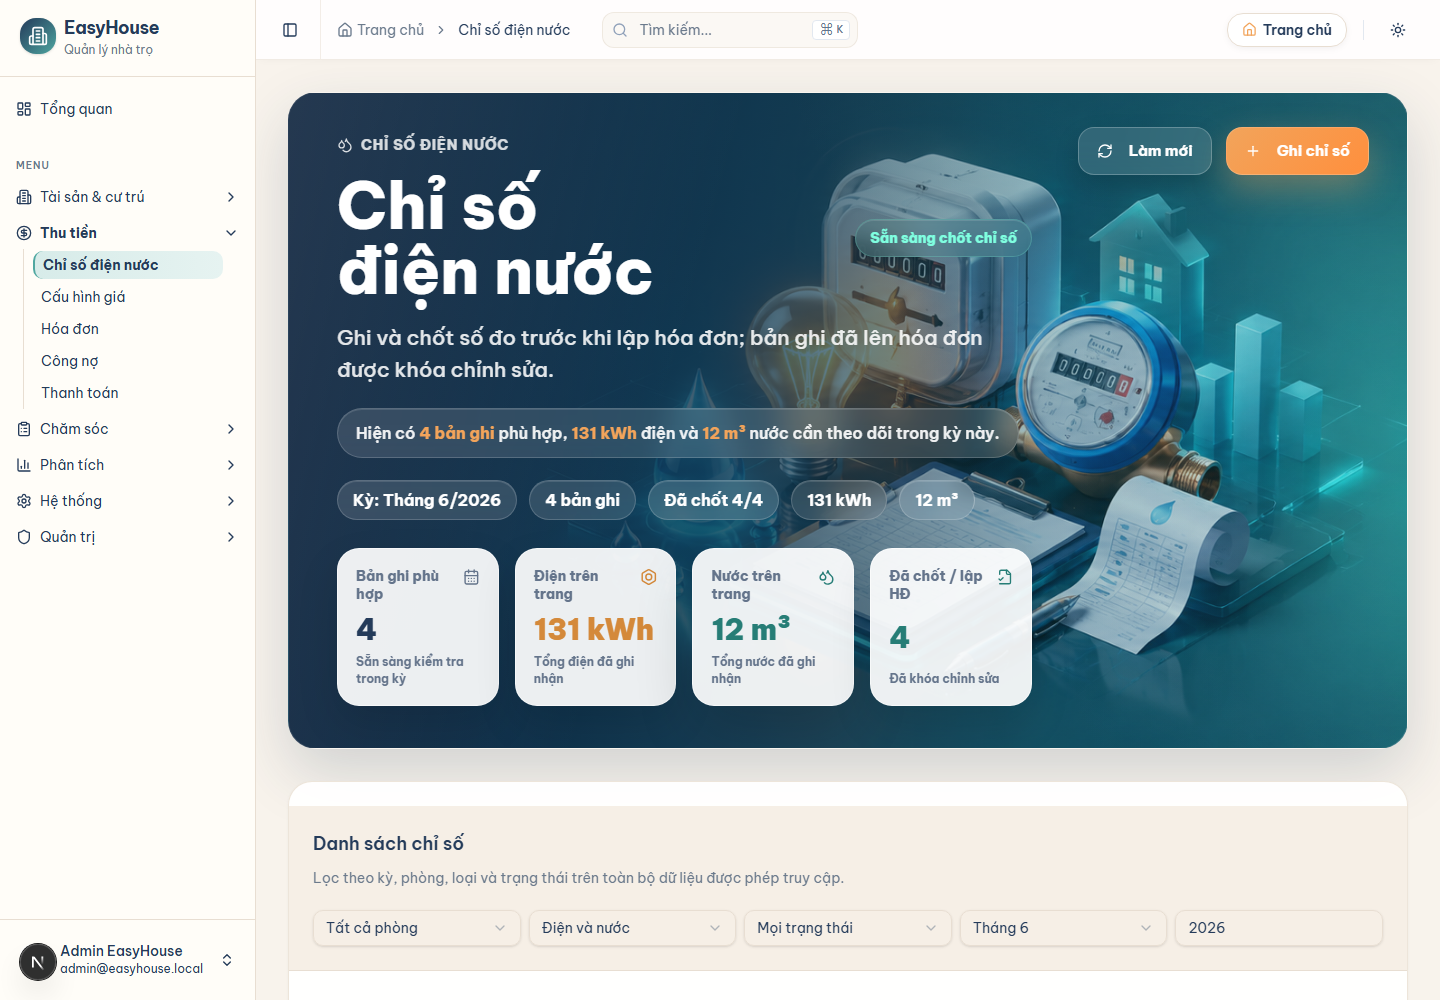 EasyHouse
Quản lý nhà trọ
Trang chủ
Chỉ số điện nước
Tìm kiếm...
⌘ K
Trang chủ
Tổng quan
MENU
Tài sản & cư trú
Thu tiền
Chỉ số điện nước
Cấu hình giá
Hóa đơn
Công nợ
Thanh toán
Chăm sóc
Phân tích
Hệ thống
Quản trị
Admin EasyHouse
admin@easyhouse.local
N
CHỈ SỐ ĐIỆN NƯỚC
Làm mới
Ghi chỉ số
Chỉ số
điện nước
Sẵn sàng chốt chỉ số
Ghi và chốt số đo trước khi lập hóa đơn; bản ghi đã lên hóa đơn
được khóa chỉnh sửa.
Hiện có 4 bản ghi phù hợp, 131 kWh điện và 12 m³ nước cần theo dõi trong kỳ này.
Kỳ: Tháng 6/2026
4 bản ghi
Đã chốt 4/4
131 kWh
12 m³
Bản ghi phù
hợp
4
Sẵn sàng kiểm tra
trong kỳ
Điện trên
trang
131 kWh
Tổng điện đã ghi
nhận
Nước trên
trang
12 m³
Tổng nước đã ghi
nhận
Đã chốt / lập
HĐ
4
Đã khóa chỉnh sửa
Danh sách chỉ số
Lọc theo kỳ, phòng, loại và trạng thái trên toàn bộ dữ liệu được phép truy cập.
Tất cả phòng
Điện và nước
Mọi trạng thái
Tháng 6
2026